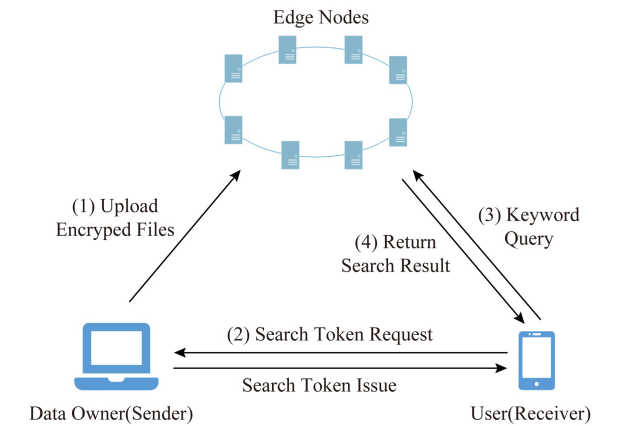 Edge Nodes
(1) Upload
Encryped Files
(3) Keyword
Query
(4) Return
Search Result
(2) Search Token Request
Search Token Issue
Data Owner(Sender)
User(Receiver)